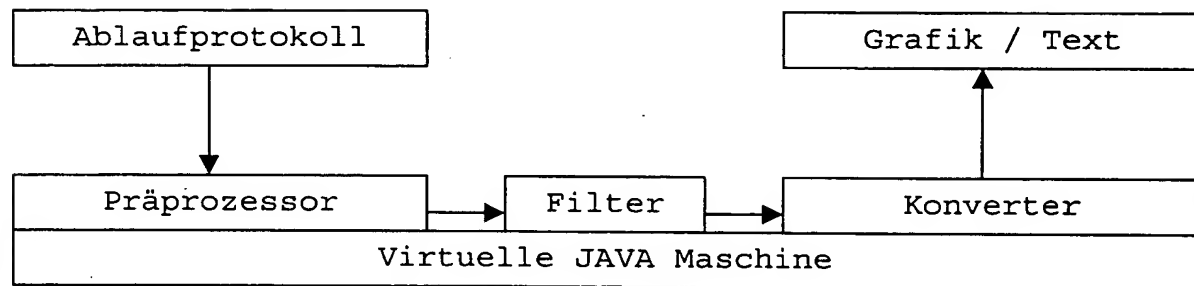 Ablaufprotokoll
Grafik / Text
Präprozessor
Filter
Konverter
Virtuelle JAVA Maschine